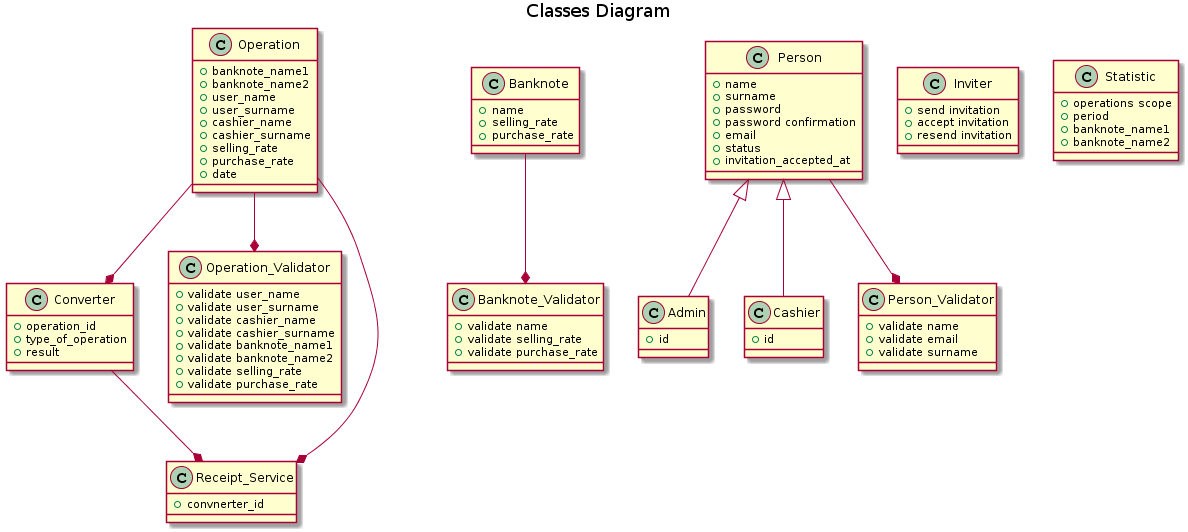 Classes Diagram
C Operation
banknote_name1
banknote_name2
user_name
user_surname
cashier_name
cashier_surname
selling_rate
purchase_rate
date
C Banknote
name
selling_rate
purchase_rate
C Person
name
surname
password
password confirmation
email
status
invitation_accepted_at
C Inviter
send invitation
accept invitation
resend invitation
C Statistic
operations scope
period
banknote_name1
banknote_name2
C Converter
operation_id
type_of_operation
result
C Operation_Validator
validate user_name
validate user_surname
validate cashier_name
validate cashier_surname
validate banknote_name1
validate banknote_name2
validate selling_rate
validate purchase_rate
C Banknote_Validator
validate name
validate selling_rate
validate purchase_rate
C Admin
id
C Cashier
id
C Person_Validator
validate name
validate email
validate surname
C Receipt_Service
convnerter_id